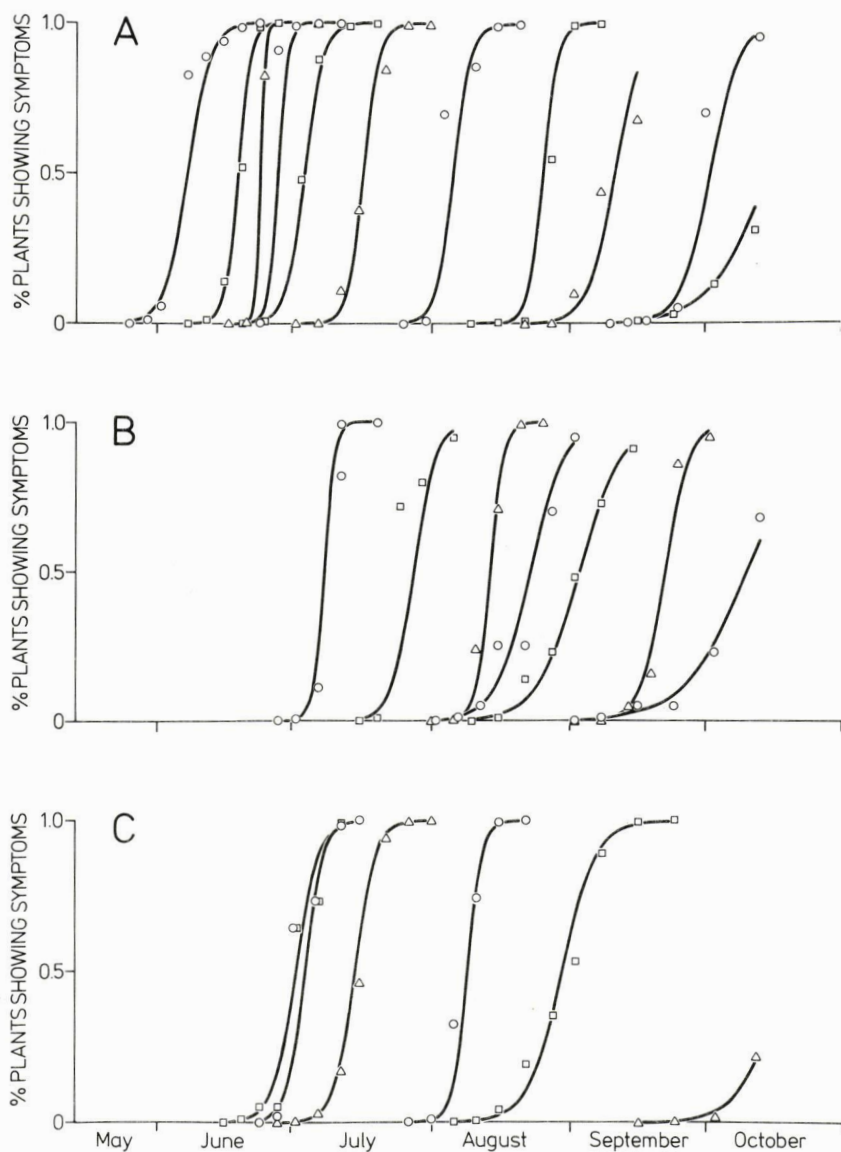 A
% PLANTS SHOWING SYMPTOMS
1.0
0.5
0
B
% PLANTS SHOWING SYMPTOMS
1.0
0.5
0
C
% PLANTS SHOWING SYMPTOMS
1.0
0.5
0
May June July August September October